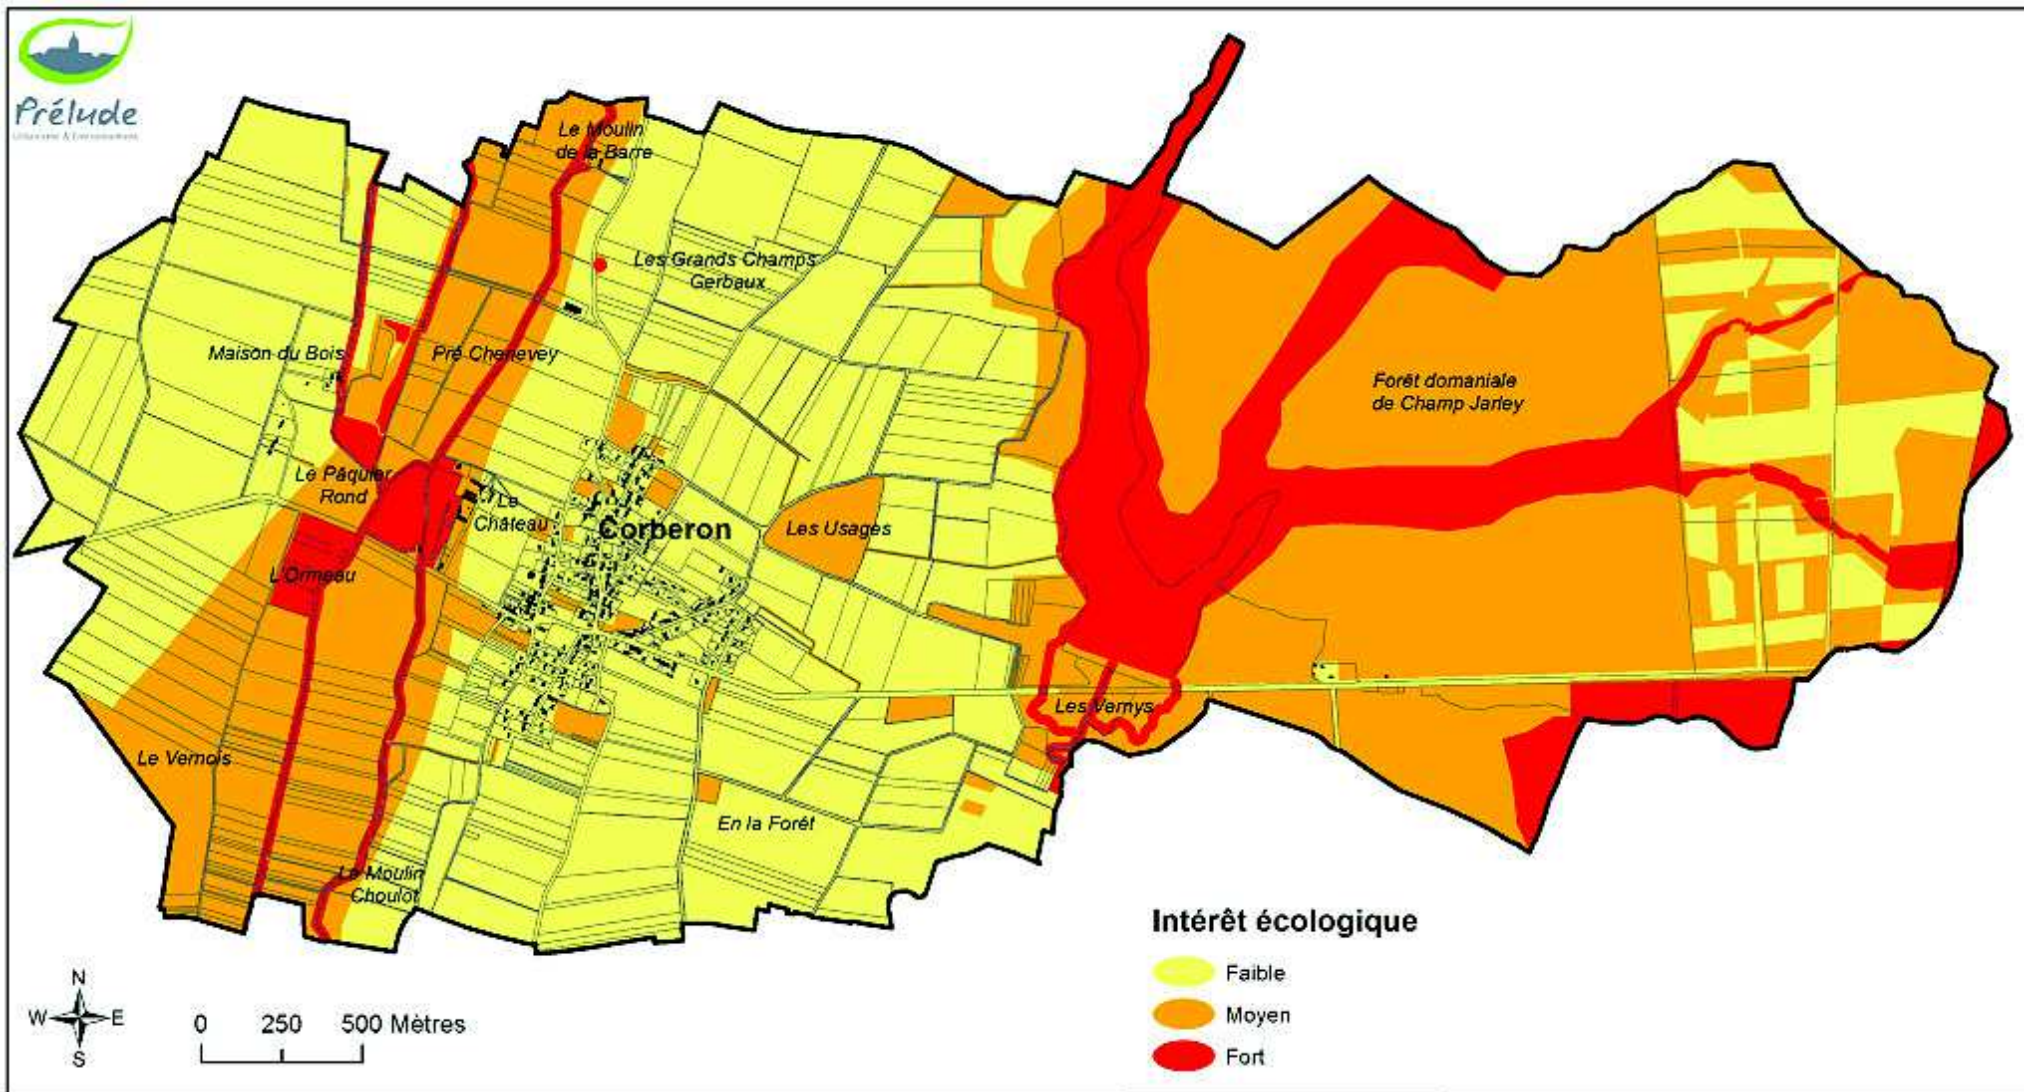 Prélude
Urbanisme & Environnement
Le Moulin
de la Barre
Les Grands Champs
Gerbaux
Maison du Bois
Pré Chenevey
Forêt domaniale
de Champ Jarley
Le Pâquier
Rond
Le
Château
Corberon
Les Usages
L'Ormeau
Les Vernys
Le Vernois
En la Forêt
Le Moulin
Choulot
Intérêt écologique
Faible
Moyen
Fort
N
W
E
S
0 250 500 Mètres